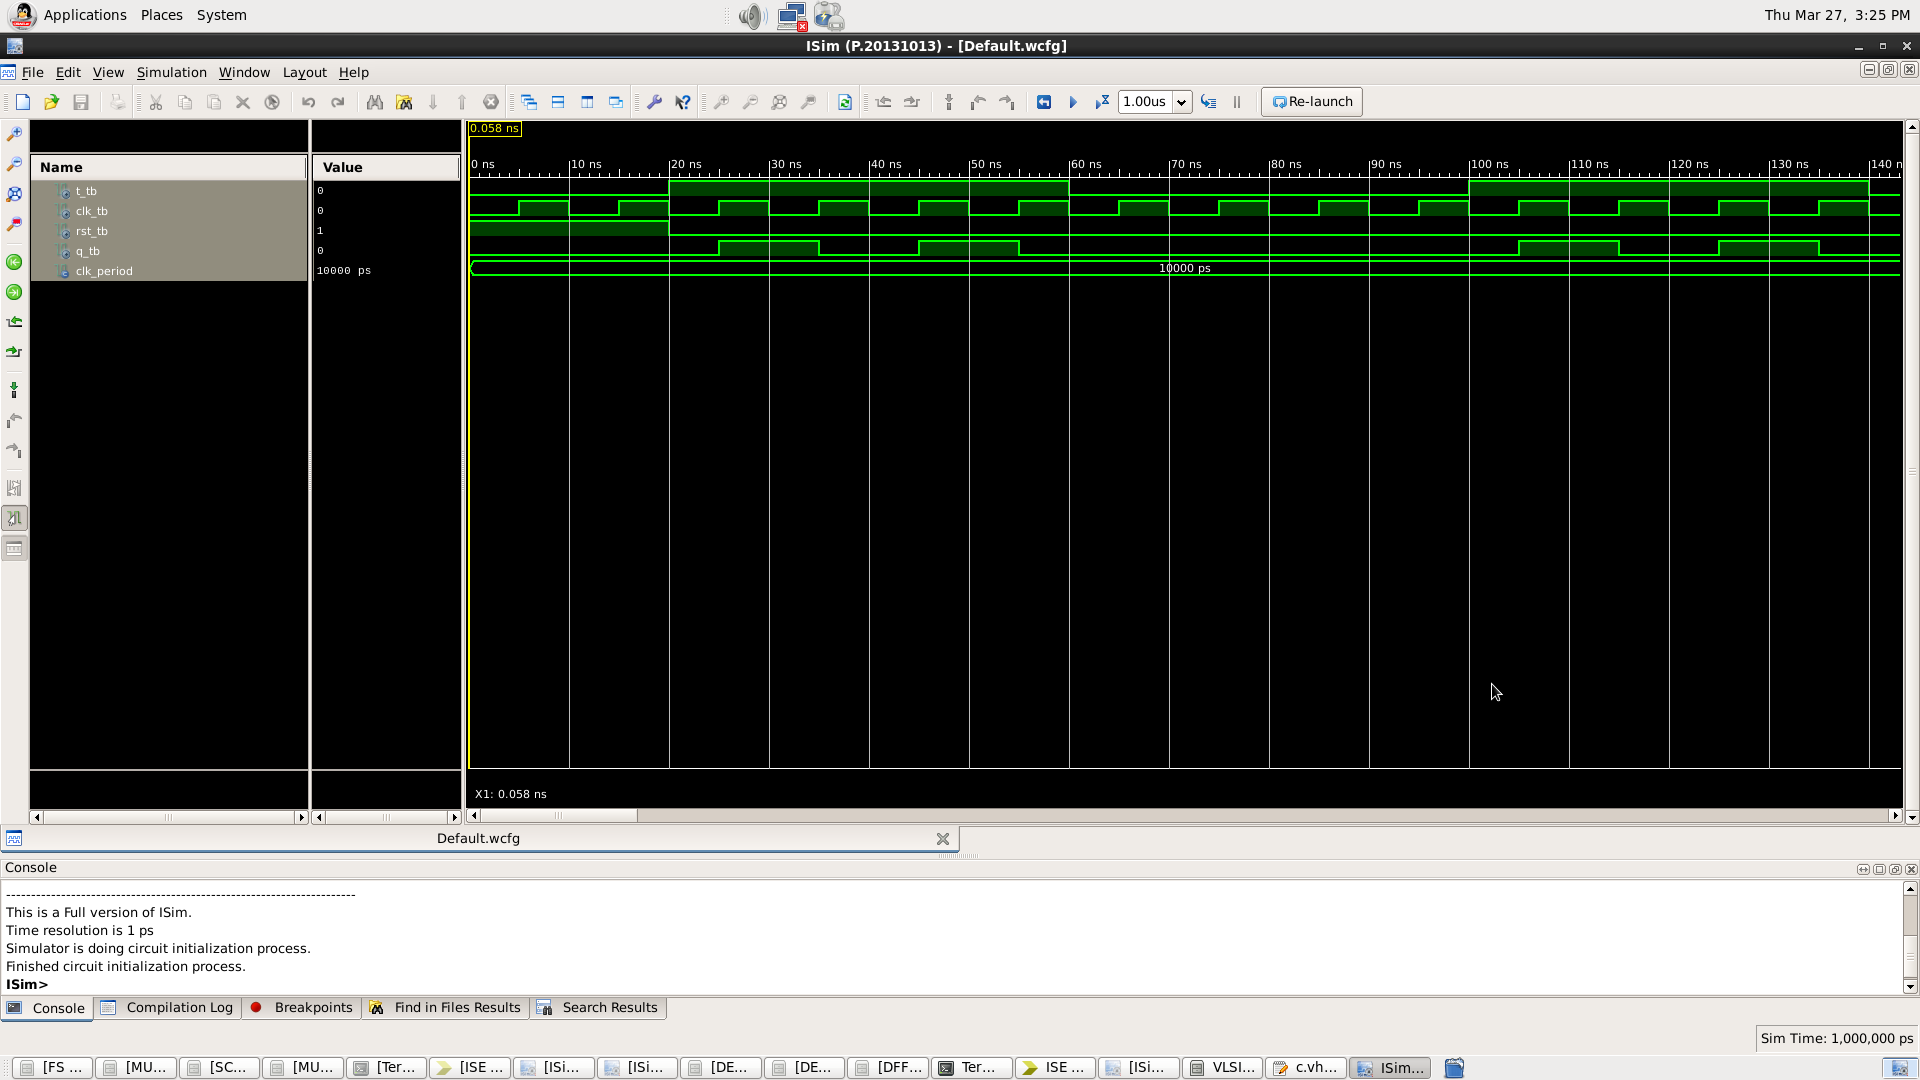 Applications Places System Thu Mar 27, 3:25 PM
ISim (P.20131013) - [Default.wcfg]
File Edit View Simulation Window Layout Help
1.00us Re-launch
0.058 ns
Name Value
0 ns 10 ns 20 ns 30 ns 40 ns 50 ns 60 ns 70 ns 80 ns 90 ns 100 ns 110 ns 120 ns 130 ns 140 n
t_tb 0
clk_tb 0
rst_tb 1
q_tb 0
clk_period 10000 ps 10000 ps
X1: 0.058 ns
Default.wcfg
Console
----------------------------------------------------------------------
This is a Full version of ISim.
Time resolution is 1 ps
Simulator is doing circuit initialization process.
Finished circuit initialization process.
ISim>
Console Compilation Log Breakpoints Find in Files Results Search Results
Sim Time: 1,000,000 ps
[FS ... [MU... [SC... [MU... [Ter... [ISE ... [ISi... [ISi... [DE... [DE... [DFF... Ter... ISE ... [ISi... VLSI... c.vh... ISim...